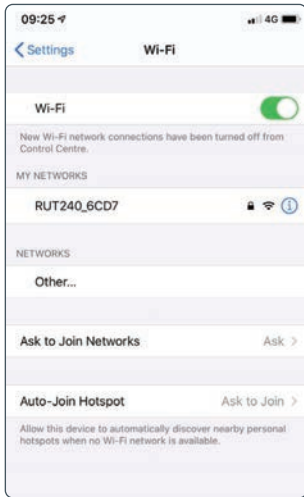 09:25 4G
Settings Wi-Fi
Wi-Fi
New Wi-Fi network connections have been turned off from
Control Centre.
MY NETWORKS
RUT240_6CD7
NETWORKS
Other...
Ask to Join Networks Ask
Auto-Join Hotspot Ask to Join
Allow this device to automatically discover nearby personal
hotspots when no Wi-Fi network is available.